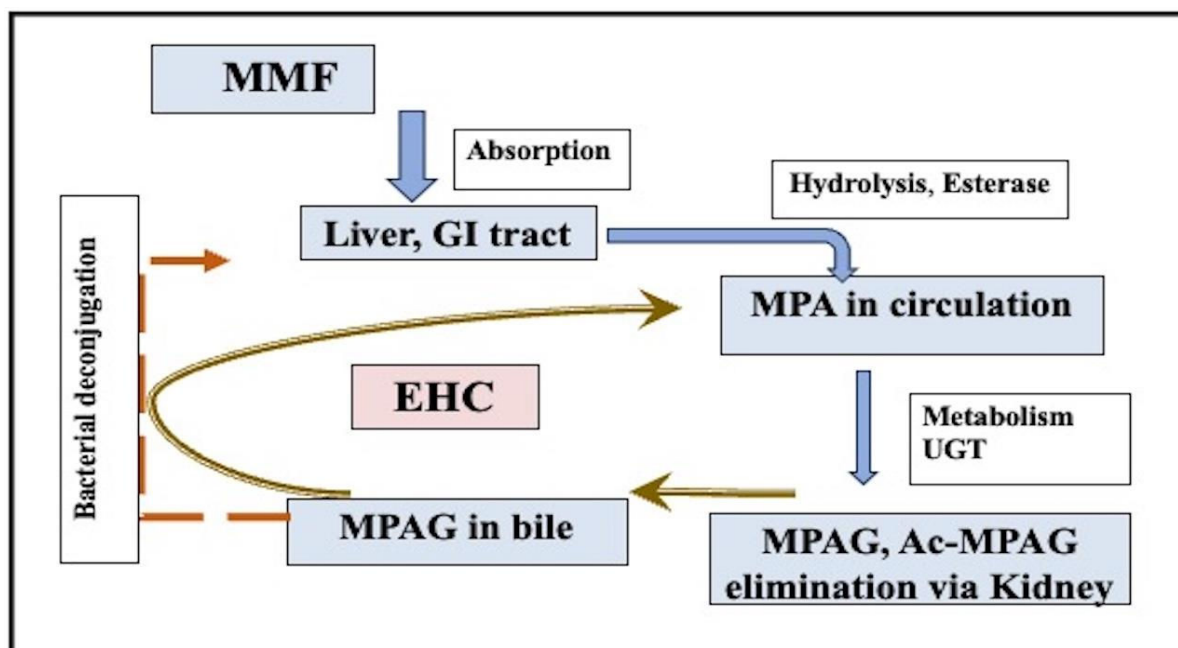 MMF
Absorption
Hydrolysis, Esterase
Liver, GI tract
Bacterial deconjugation
MPA in circulation
EHC
Metabolism
UGT
MPAG in bile
MPAG, Ac-MPAG
elimination via Kidney